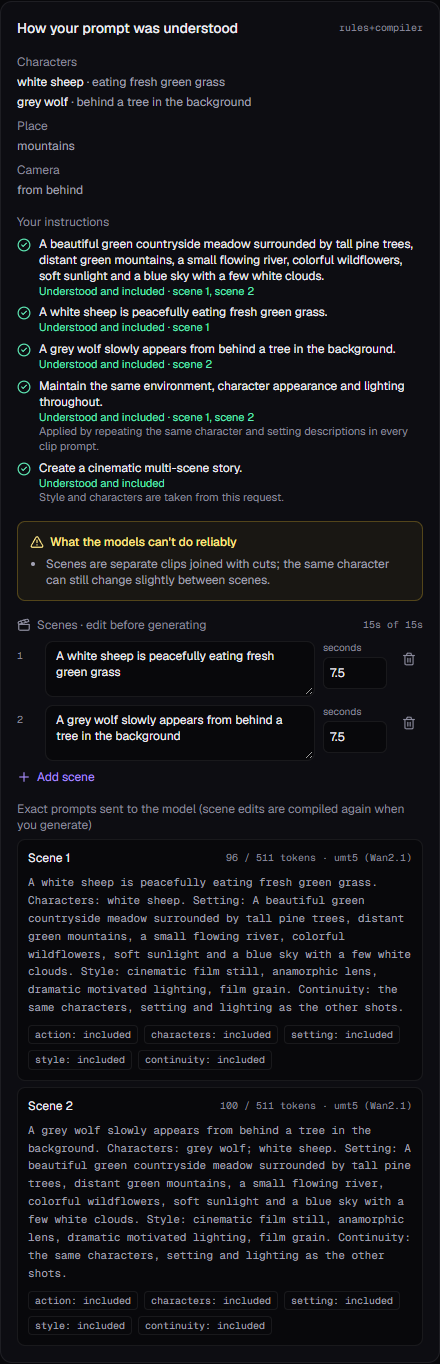 How your prompt was understood
rules+compiler
Characters
white sheep · eating fresh green grass
grey wolf · behind a tree in the background
Place
mountains
Camera
from behind
Your instructions
A beautiful green countryside meadow surrounded by tall pine trees,
distant green mountains, a small flowing river, colorful wildflowers,
soft sunlight and a blue sky with a few white clouds.
Understood and included · scene 1, scene 2
A white sheep is peacefully eating fresh green grass.
Understood and included · scene 1
A grey wolf slowly appears from behind a tree in the background.
Understood and included · scene 2
Maintain the same environment, character appearance and lighting
throughout.
Understood and included · scene 1, scene 2
Applied by repeating the same character and setting descriptions in every
clip prompt.
Create a cinematic multi-scene story.
Understood and included
Style and characters are taken from this request.
What the models can't do reliably
• Scenes are separate clips joined with cuts; the same character
can still change slightly between scenes.
Scenes · edit before generating
15s of 15s
1
A white sheep is peacefully eating fresh
green grass
seconds
7.5
2
A grey wolf slowly appears from behind a
tree in the background
seconds
7.5
+ Add scene
Exact prompts sent to the model (scene edits are compiled again when
you generate)
Scene 1
96 / 511 tokens · umt5 (Wan2.1)
A white sheep is peacefully eating fresh green grass.
Characters: white sheep. Setting: A beautiful green
countryside meadow surrounded by tall pine trees, distant
green mountains, a small flowing river, colorful
wildflowers, soft sunlight and a blue sky with a few white
clouds. Style: cinematic film still, anamorphic lens,
dramatic motivated lighting, film grain. Continuity: the
same characters, setting and lighting as the other shots.
action: included
characters: included
setting: included
style: included
continuity: included
Scene 2
100 / 511 tokens · umt5 (Wan2.1)
A grey wolf slowly appears from behind a tree in the
background. Characters: grey wolf; white sheep. Setting: A
beautiful green countryside meadow surrounded by tall pine
trees, distant green mountains, a small flowing river,
colorful wildflowers, soft sunlight and a blue sky with a
few white clouds. Style: cinematic film still, anamorphic
lens, dramatic motivated lighting, film grain. Continuity:
the same characters, setting and lighting as the other
shots.
action: included
characters: included
setting: included
style: included
continuity: included